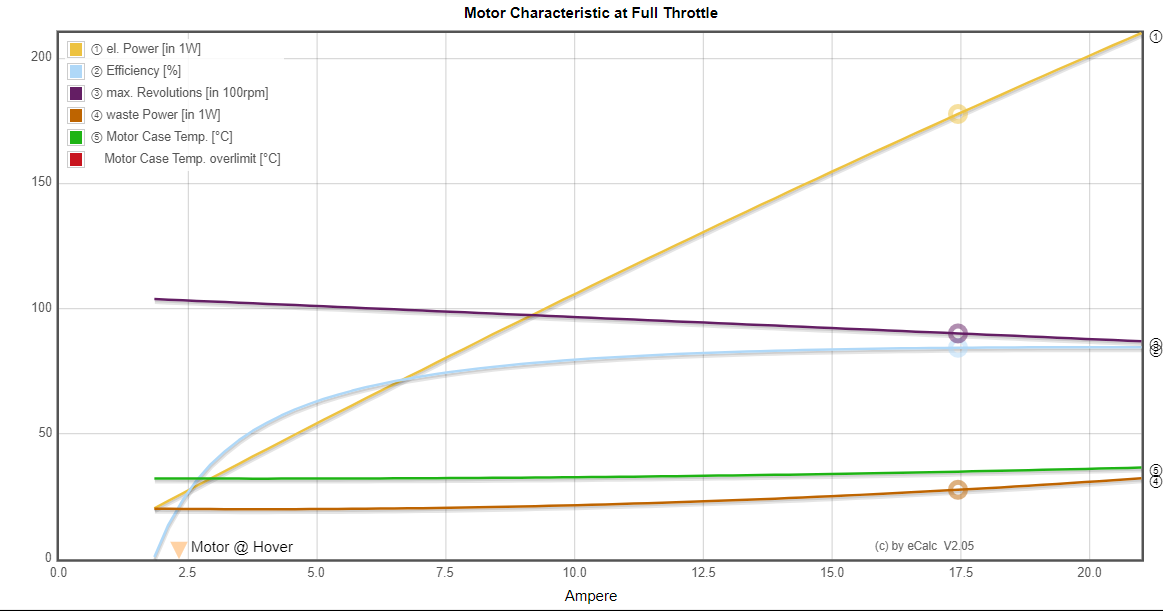 Motor Characteristic at Full Throttle
① el. Power [in 1W]
② Efficiency [%]
③ max. Revolutions [in 100rpm]
④ waste Power [in 1W]
⑤ Motor Case Temp. [°C]
Motor Case Temp. overlimit [°C]
200
150
100
50
0
①
⑤
④
Motor @ Hover
(c) by eCalc V2.05
0.0 2.5 5.0 7.5 10.0 12.5 15.0 17.5 20.0
Ampere